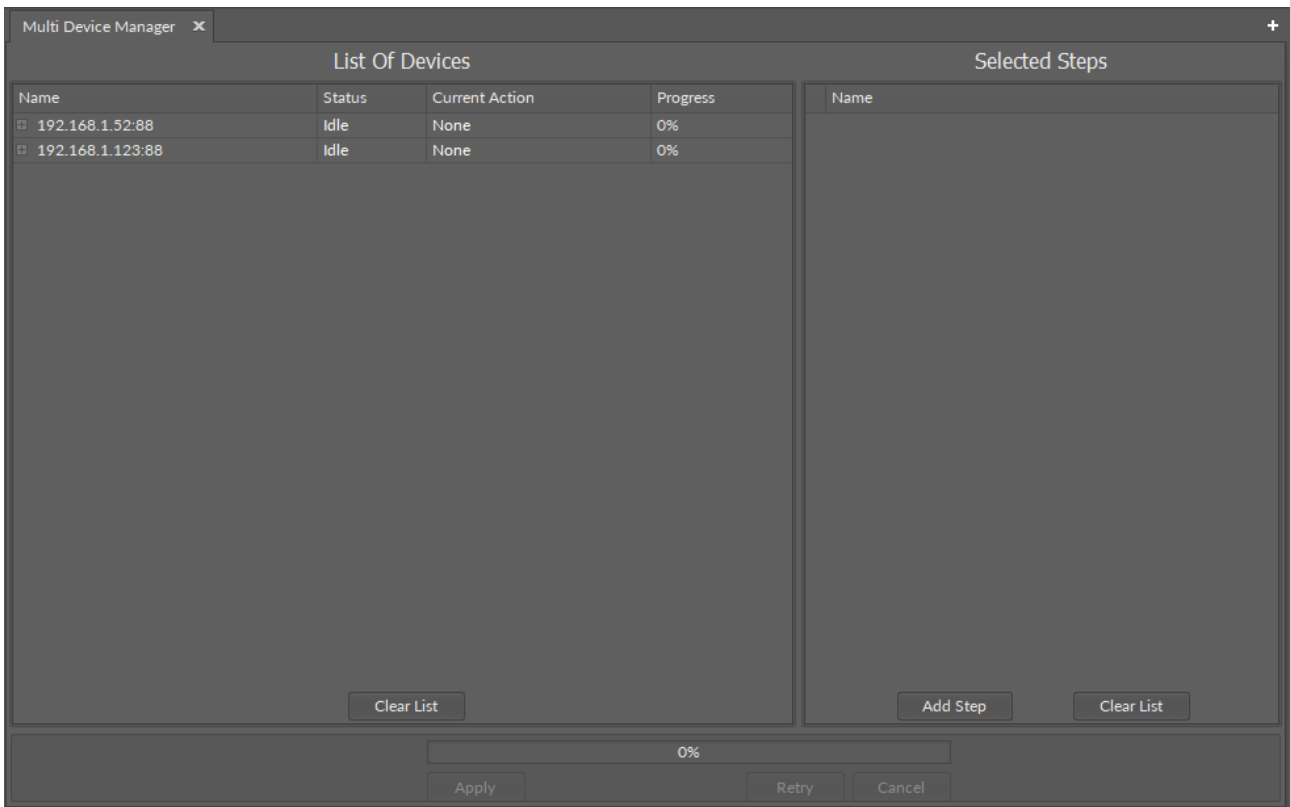 Multi Device Manager ×
+
List Of Devices
Selected Steps
Name Status Current Action Progress
Name
192.168.1.52:88 Idle None 0%
192.168.1.123:88 Idle None 0%
Clear List
Add Step Clear List
0%
Apply Retry Cancel